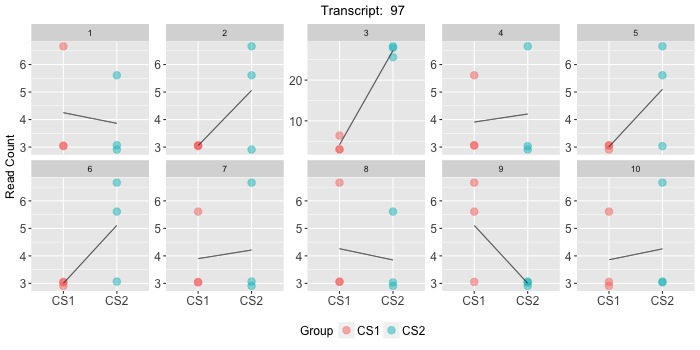 Transcript: 97
1 2 3 4 5
6 6 20 6 6
5 5 10 5 5
4 4 4 4
3 3 3 3
Read Count
6 7 8 9 10
6 6 6 6 6
5 5 5 5 5
4 4 4 4 4
3 3 3 3 3
CS1 CS2 CS1 CS2 CS1 CS2 CS1 CS2 CS1 CS2
Group CS1 CS2